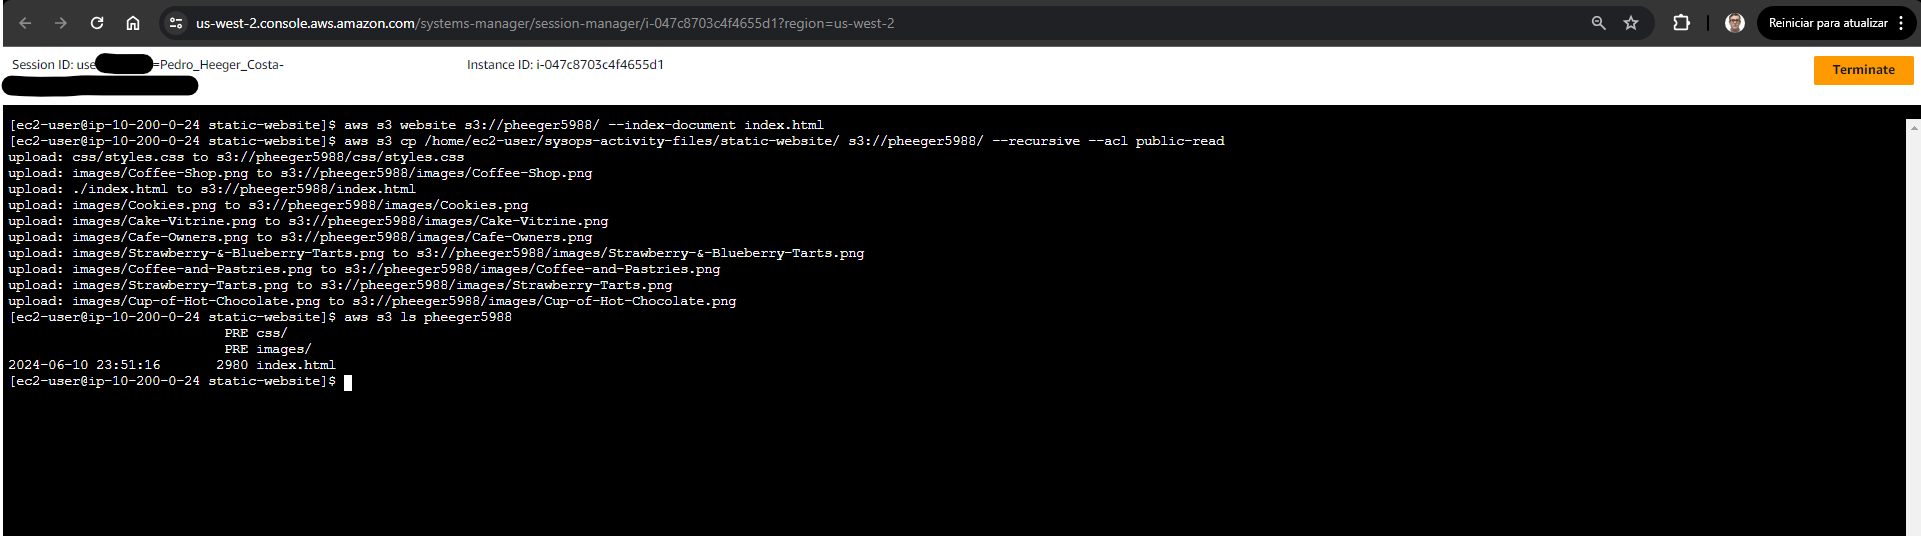 us-west-2.console.aws.amazon.com/systems-manager/session-manager/i-047c8703c4f4655d1?region=us-west-2
Reiniciar para atualizar
Session ID: use =Pedro_Heeger_Costa-
Instance ID: i-047c8703c4f4655d1
Terminate
[ec2-user@ip-10-200-0-24 static-website]$ aws s3 website s3://pheeger5988/ --index-document index.html
[ec2-user@ip-10-200-0-24 static-website]$ aws s3 cp /home/ec2-user/sysops-activity-files/static-website/ s3://pheeger5988/ --recursive --acl public-read
upload: css/styles.css to s3://pheeger5988/css/styles.css
upload: images/Coffee-Shop.png to s3://pheeger5988/images/Coffee-Shop.png
upload: ./index.html to s3://pheeger5988/index.html
upload: images/Cookies.png to s3://pheeger5988/images/Cookies.png
upload: images/Cake-Vitrine.png to s3://pheeger5988/images/Cake-Vitrine.png
upload: images/Cafe-Owners.png to s3://pheeger5988/images/Cafe-Owners.png
upload: images/Strawberry-&-Blueberry-Tarts.png to s3://pheeger5988/images/Strawberry-&-Blueberry-Tarts.png
upload: images/Coffee-and-Pastries.png to s3://pheeger5988/images/Coffee-and-Pastries.png
upload: images/Strawberry-Tarts.png to s3://pheeger5988/images/Strawberry-Tarts.png
upload: images/Cup-of-Hot-Chocolate.png to s3://pheeger5988/images/Cup-of-Hot-Chocolate.png
[ec2-user@ip-10-200-0-24 static-website]$ aws s3 ls pheeger5988
PRE css/
PRE images/
2024-06-10 23:51:16 2980 index.html
[ec2-user@ip-10-200-0-24 static-website]$